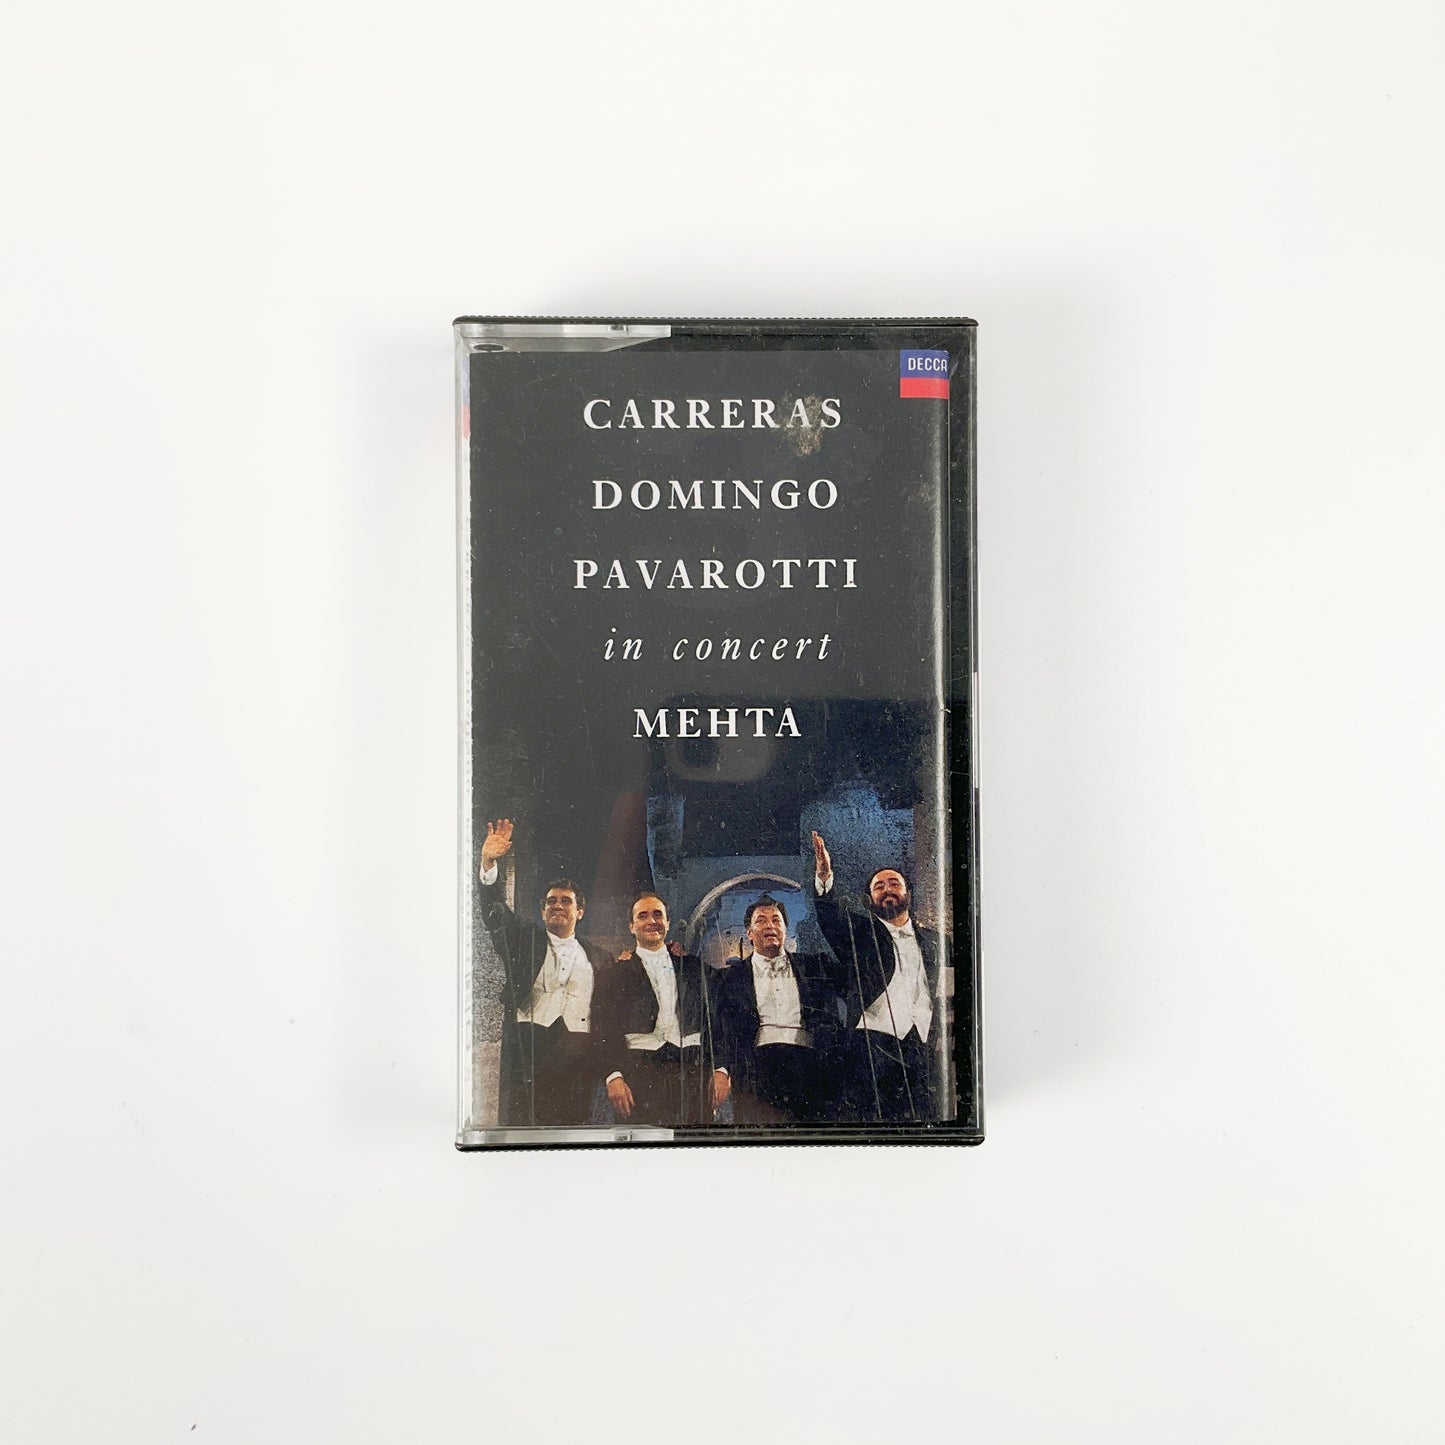 DECCA
CARRERAS
DOMINGO
PAVAROTTI
in concert
MEHTA